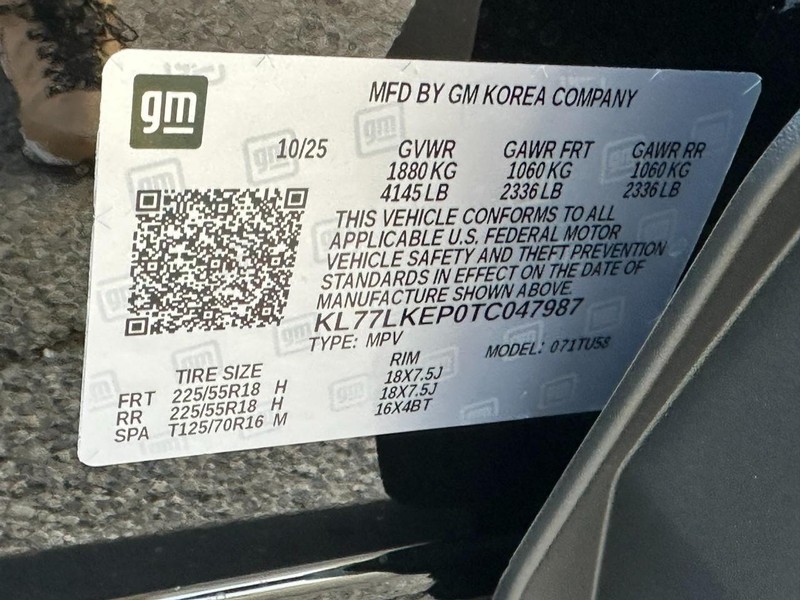 gm
MFD BY GM KOREA COMPANY
10/25 GVWR GAWR FRT GAWR RR
1880 KG 1060 KG 1060 KG
4145 LB 2336 LB 2336 LB
THIS VEHICLE CONFORMS TO ALL
APPLICABLE U.S. FEDERAL MOTOR
VEHICLE SAFETY AND THEFT PREVENTION
STANDARDS IN EFFECT ON THE DATE OF
MANUFACTURE SHOWN ABOVE.
KL77LKEP0TC047987
TYPE: MPV MODEL: 071TU58
TIRE SIZE RIM
FRT 225/55R18 H 18X7.5J
RR 225/55R18 H 18X7.5J
SPA T125/70R16 M 16X4BT